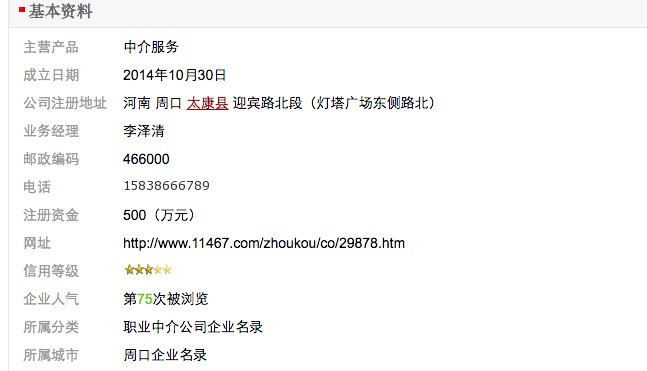 基本资料
主营产品 中介服务
成立日期 2014年10月30日
公司注册地址 河南 周口 太康县 迎宾路北段（灯塔广场东侧路北）
业务经理 李泽清
邮政编码 466000
电话 15838666789
注册资金 500（万元）
网址 http://www.11467.com/zhoukou/co/29878.htm
信用等级
企业人气 第75次被浏览
所属分类 职业中介公司企业名录
所属城市 周口企业名录